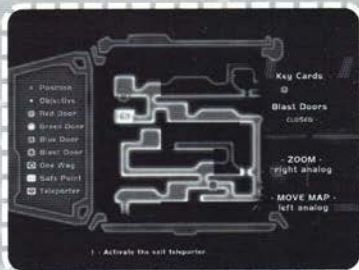 Position
Objective
Red Door
Green Door
Blue Door
Blast Door
One Way
Safe Point
Teleporter
Key Cards
Blast Doors
CLOSED
- ZOOM -
right analog
- MOVE MAP -
left analog
1 - Activate the exit teleporter